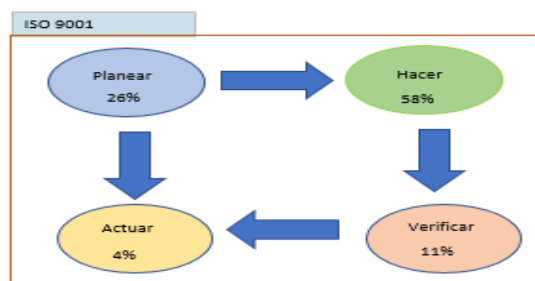 ISO 9001
Planear
26%
Hacer
58%
Actuar
4%
Verificar
11%